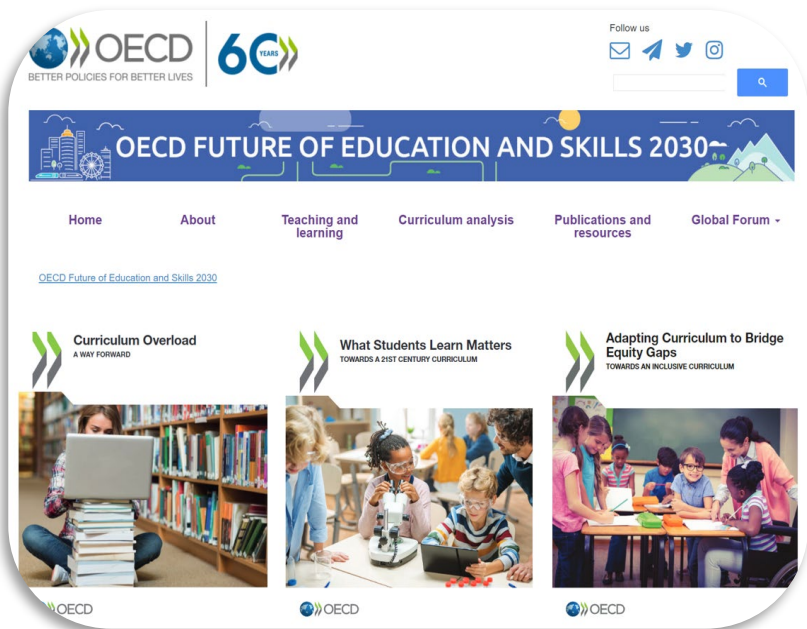 OECD
BETTER POLICIES FOR BETTER LIVES
60
YEARS
Follow us
OECD FUTURE OF EDUCATION AND SKILLS 2030
Home
About
Teaching and
learning
Curriculum analysis
Publications and
resources
Global Forum
OECD Future of Education and Skills 2030
Curriculum Overload
A WAY FORWARD
What Students Learn Matters
TOWARDS A 21ST CENTURY CURRICULUM
Adapting Curriculum to Bridge
Equity Gaps
TOWARDS AN INCLUSIVE CURRICULUM
OECD
OECD
OECD